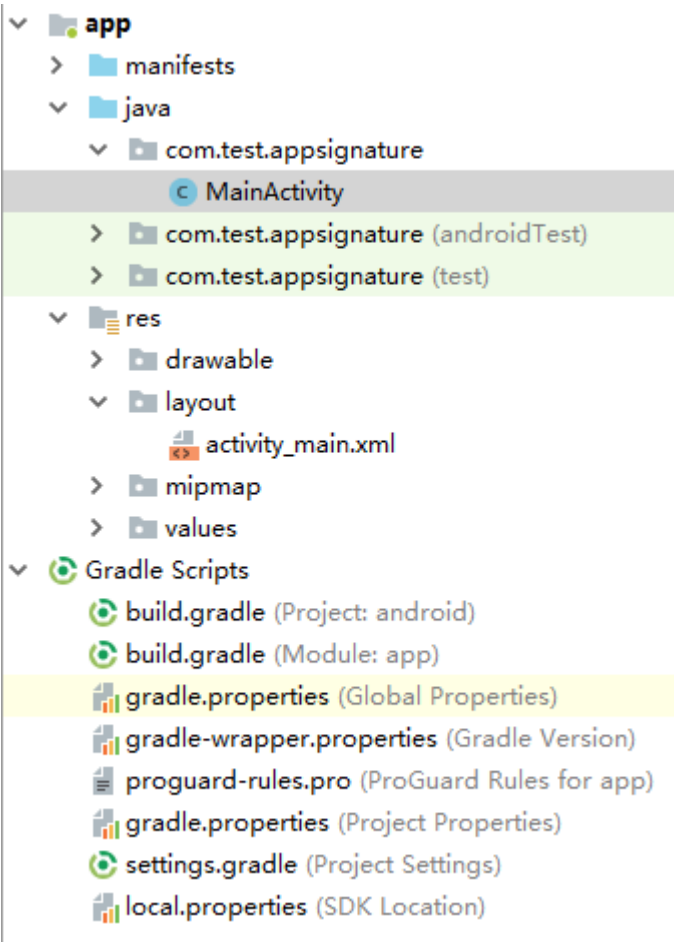 app
manifests
java
com.test.appsignature
C MainActivity
com.test.appsignature (androidTest)
com.test.appsignature (test)
res
drawable
layout
activity_main.xml
mipmap
values
Gradle Scripts
build.gradle (Project: android)
build.gradle (Module: app)
gradle.properties (Global Properties)
gradle-wrapper.properties (Gradle Version)
proguard-rules.pro (ProGuard Rules for app)
gradle.properties (Project Properties)
settings.gradle (Project Settings)
local.properties (SDK Location)